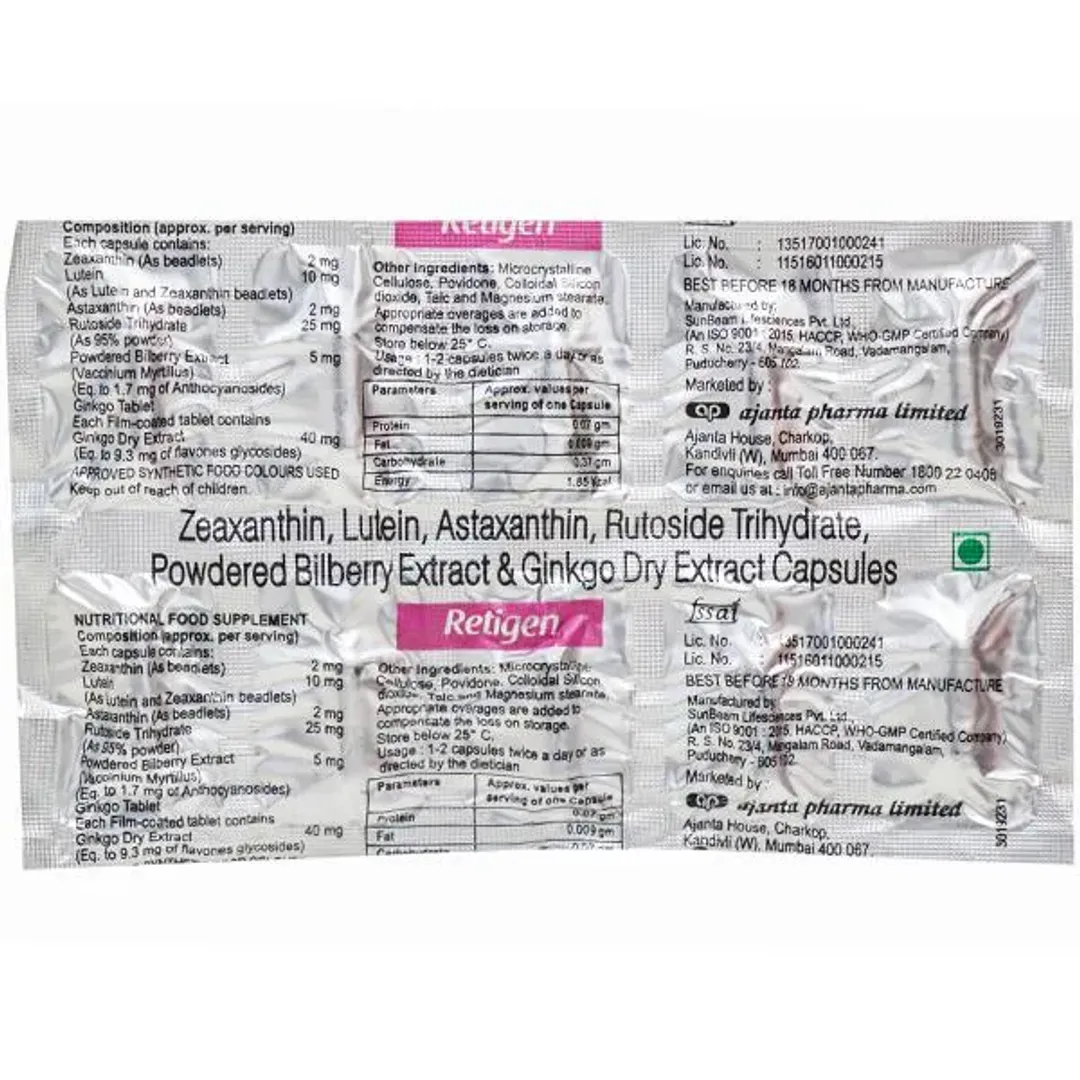 Composition (approx. per serving)
Each capsule contains:
Zeaxanthin (As beadlets) 2 mg
Lutein 10 mg
(As Lutein and Zeaxanthin beadlets)
Astaxanthin (As beadlets) 2 mg
Rutoside Trihydrate 25 mg
(As 95% powder)
Powdered Bilberry Extract 5 mg
(Vaccinium Myrtillus)
(Eq. to 1.7 mg of Anthocyanosides)
Ginkgo Tablet
Each Film-coated tablet contains
Ginkgo Dry Extract 40 mg
(Eq. to 9.3 mg of flavones glycosides)
APPROVED SYNTHETIC FOOD COLOURS USED
Keep out of reach of children.
Retigen
Other Ingredients: Microcrystalline
Cellulose, Povidone, Colloidal Silicon
dioxide, Talc and Magnesium stearate.
Appropriate overages are added to
compensate the loss on storage.
Store below 25° C.
Usage : 1-2 capsules twice a day or as
directed by the dietician
Parameters Approx. values per
serving of one Capsule
Protein 0.07 gm
Fat 0.009 gm
Carbohydrate 0.37 gm
Energy 1.85 Kcal
Lic. No. : 13517001000241
Lic. No. : 11516011000215
BEST BEFORE 18 MONTHS FROM MANUFACTURE
Manufactured by:
SunBeam Lifesciences Pvt. Ltd.,
(An ISO 9001 : 2015, HACCP, WHO-GMP Certified Company)
R. S. No. 23/4, Mangalam Road, Vadamangalam,
Puducherry - 605 102.
Marketed by :
ap ajanta pharma limited
Ajanta House, Charkop,
Kandivli (W), Mumbai 400 067.
For enquiries call Toll Free Number 1800 22 0408
or email us at : info@ajantapharma.com
3019231
Zeaxanthin, Lutein, Astaxanthin, Rutoside Trihydrate,
Powdered Bilberry Extract & Ginkgo Dry Extract Capsules
NUTRITIONAL FOOD SUPPLEMENT
Composition (approx. per serving)
Each capsule contains:
Zeaxanthin (As beadlets) 2 mg
Lutein 10 mg
(As lutein and Zeaxanthin beadlets)
Astaxanthin (As beadlets) 2 mg
Rutoside Trihydrate 25 mg
(As 95% powder)
Powdered Bilberry Extract 5 mg
(Vaccinium Myrtillus)
(Eq. to 1.7 mg of Anthocyanosides)
Ginkgo Tablet
Each Film-coated tablet contains
Ginkgo Dry Extract 40 mg
(Eq. to 9.3 mg of flavones glycosides)
Retigen
Other Ingredients: Microcrystalline
Cellulose, Povidone, Colloidal Silicon
dioxide, Talc and Magnesium stearate.
Appropriate overages are added to
compensate the loss on storage.
Store below 25° C.
Usage : 1-2 capsules twice a day or as
directed by the dietician
Parameters Approx. values per
serving of one Capsule
Protein 0.07 gm
Fat 0.009 gm
Carbohydrate
fssai
Lic. No. : 13517001000241
Lic. No. : 11516011000215
BEST BEFORE MONTHS FROM MANUFACTURE
Manufactured by
SunBeam Lifesciences Pvt. Ltd.,
(An ISO 9001 : 2015, HACCP, WHO-GMP Certified Company)
R. S. No. 23/4, Mangalam Road, Vadamangalam,
Puducherry - 605 102.
Marketed by :
ap ajanta pharma limited
Ajanta House, Charkop,
Kandivli (W), Mumbai 400 067.
3019231